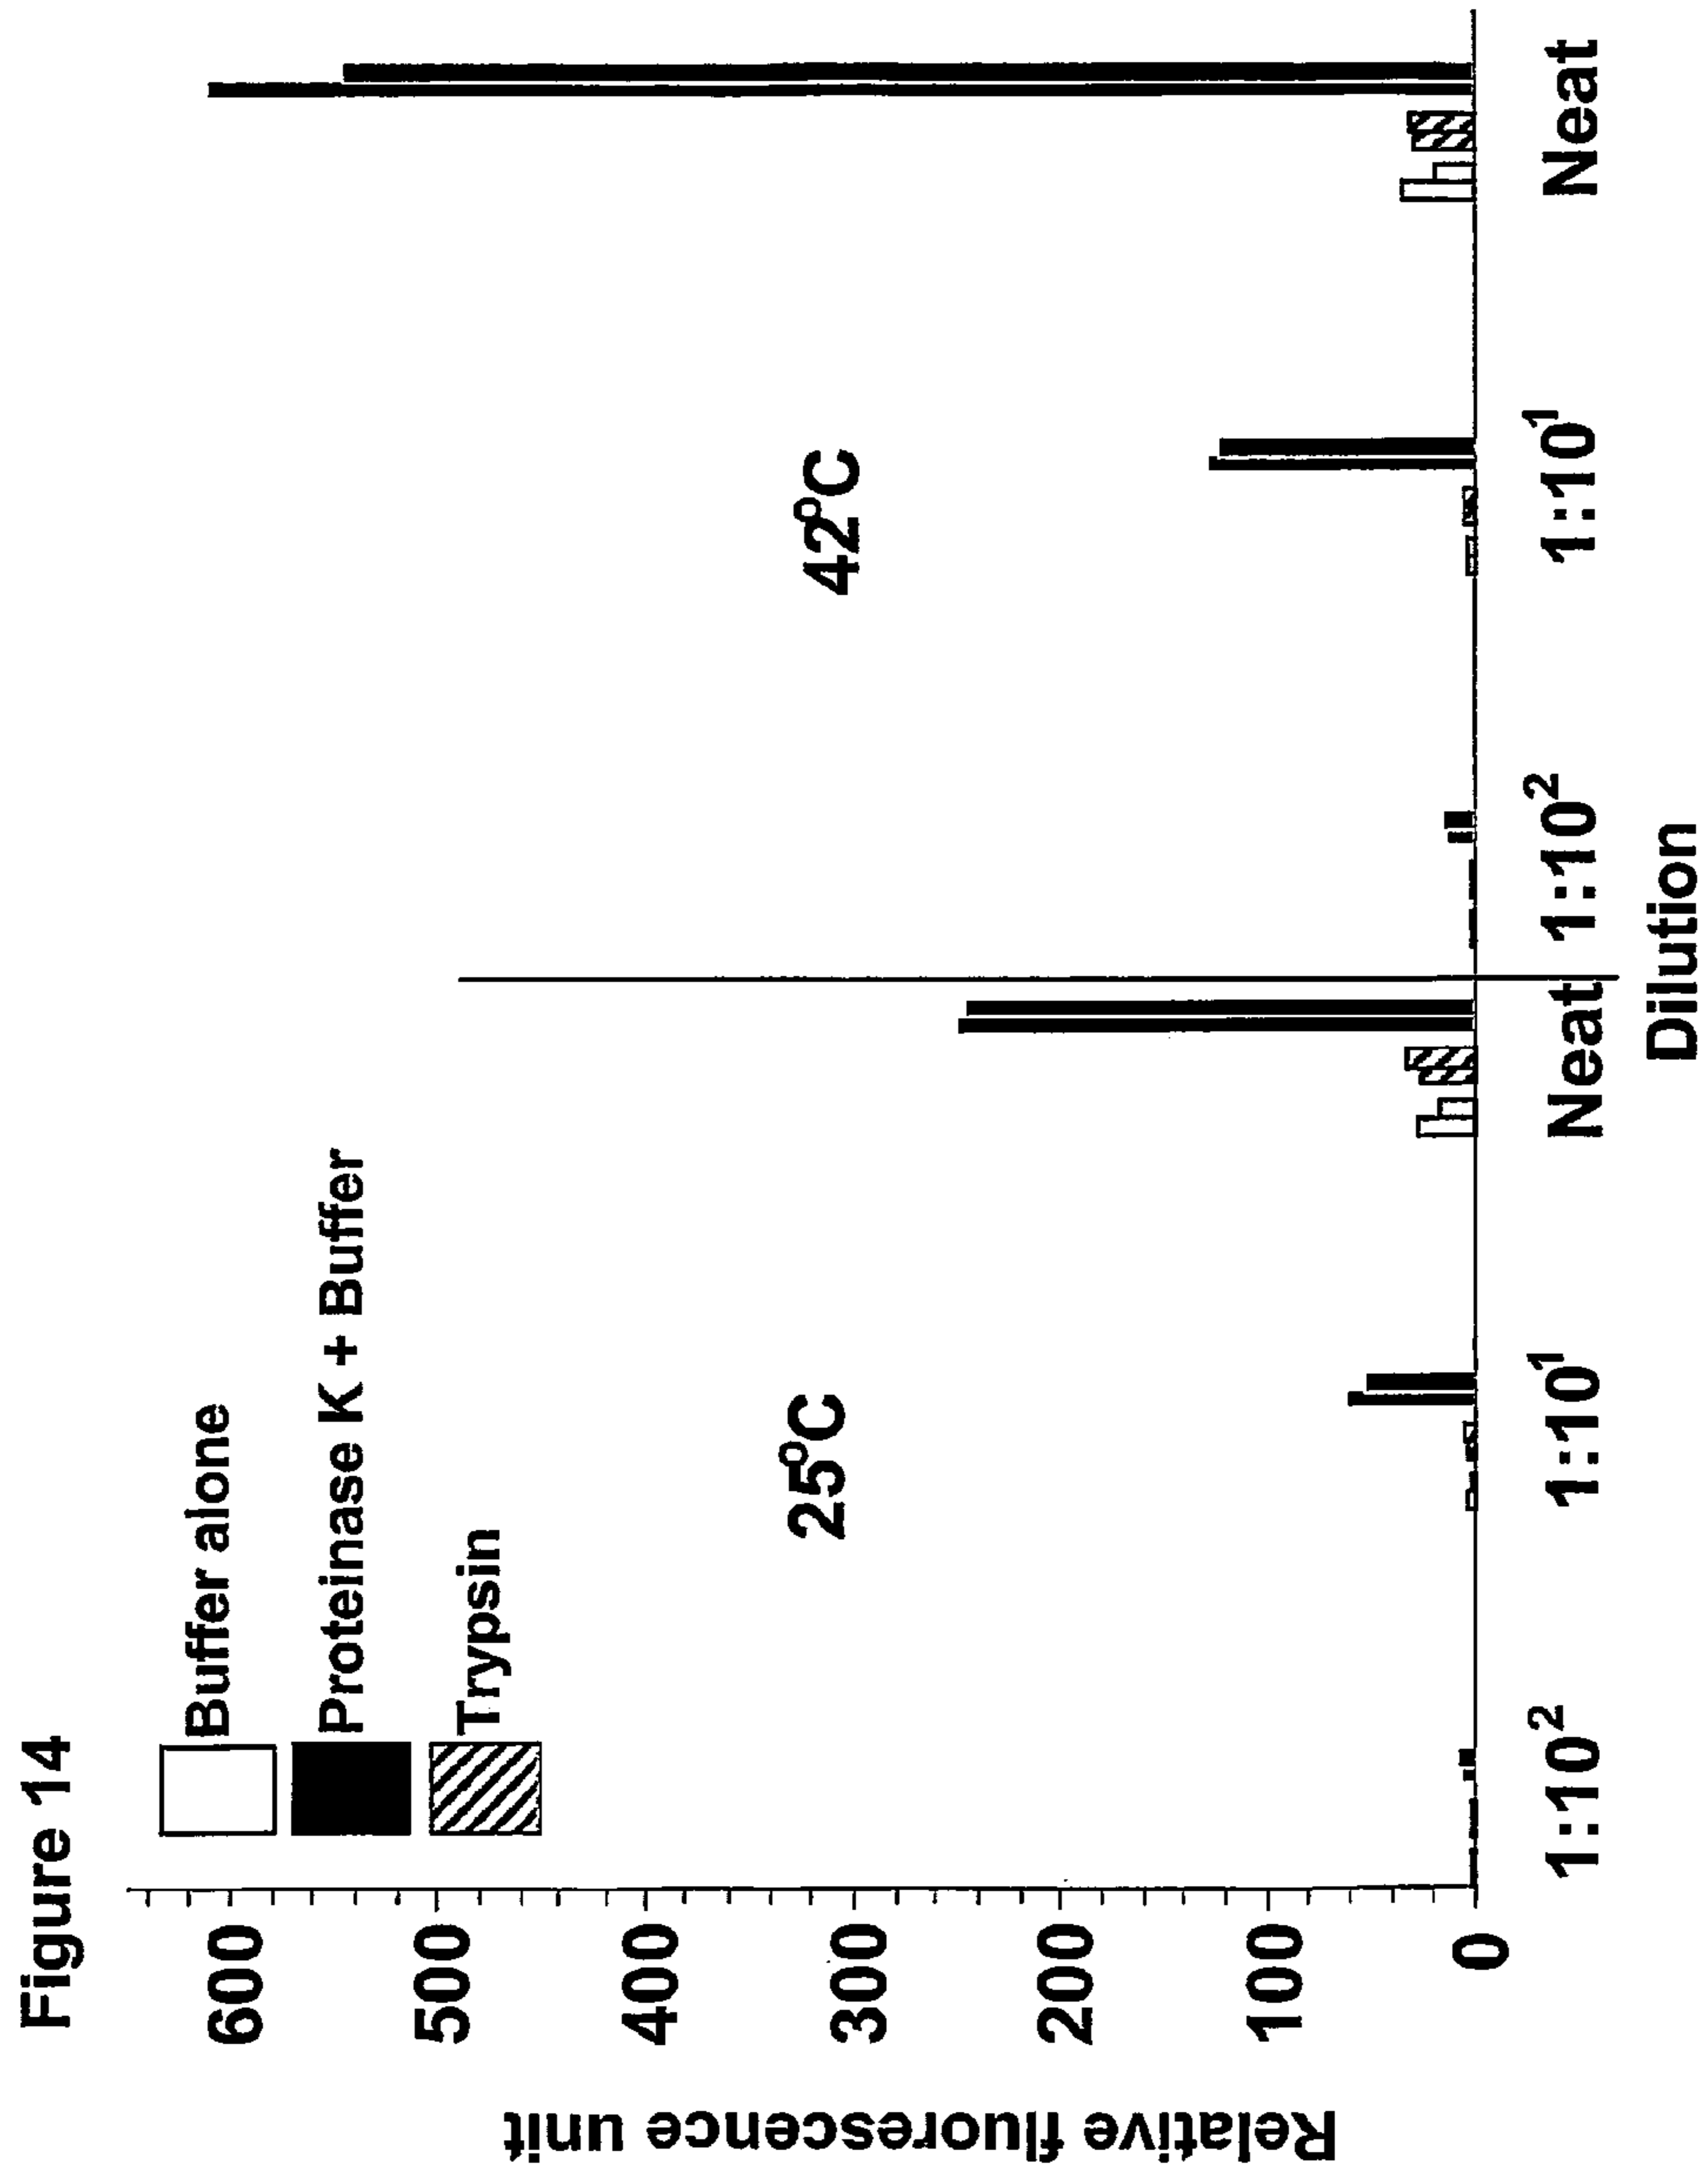 Figure 14
Buffer alone
Proteinase K + Buffer
Trypsin
Relative fluorescence unit
600
500
400
300
200
100
0
25°C
42°C
1:10²
1:10¹
Neat
1:10²
1:10¹
Neat
Dilution